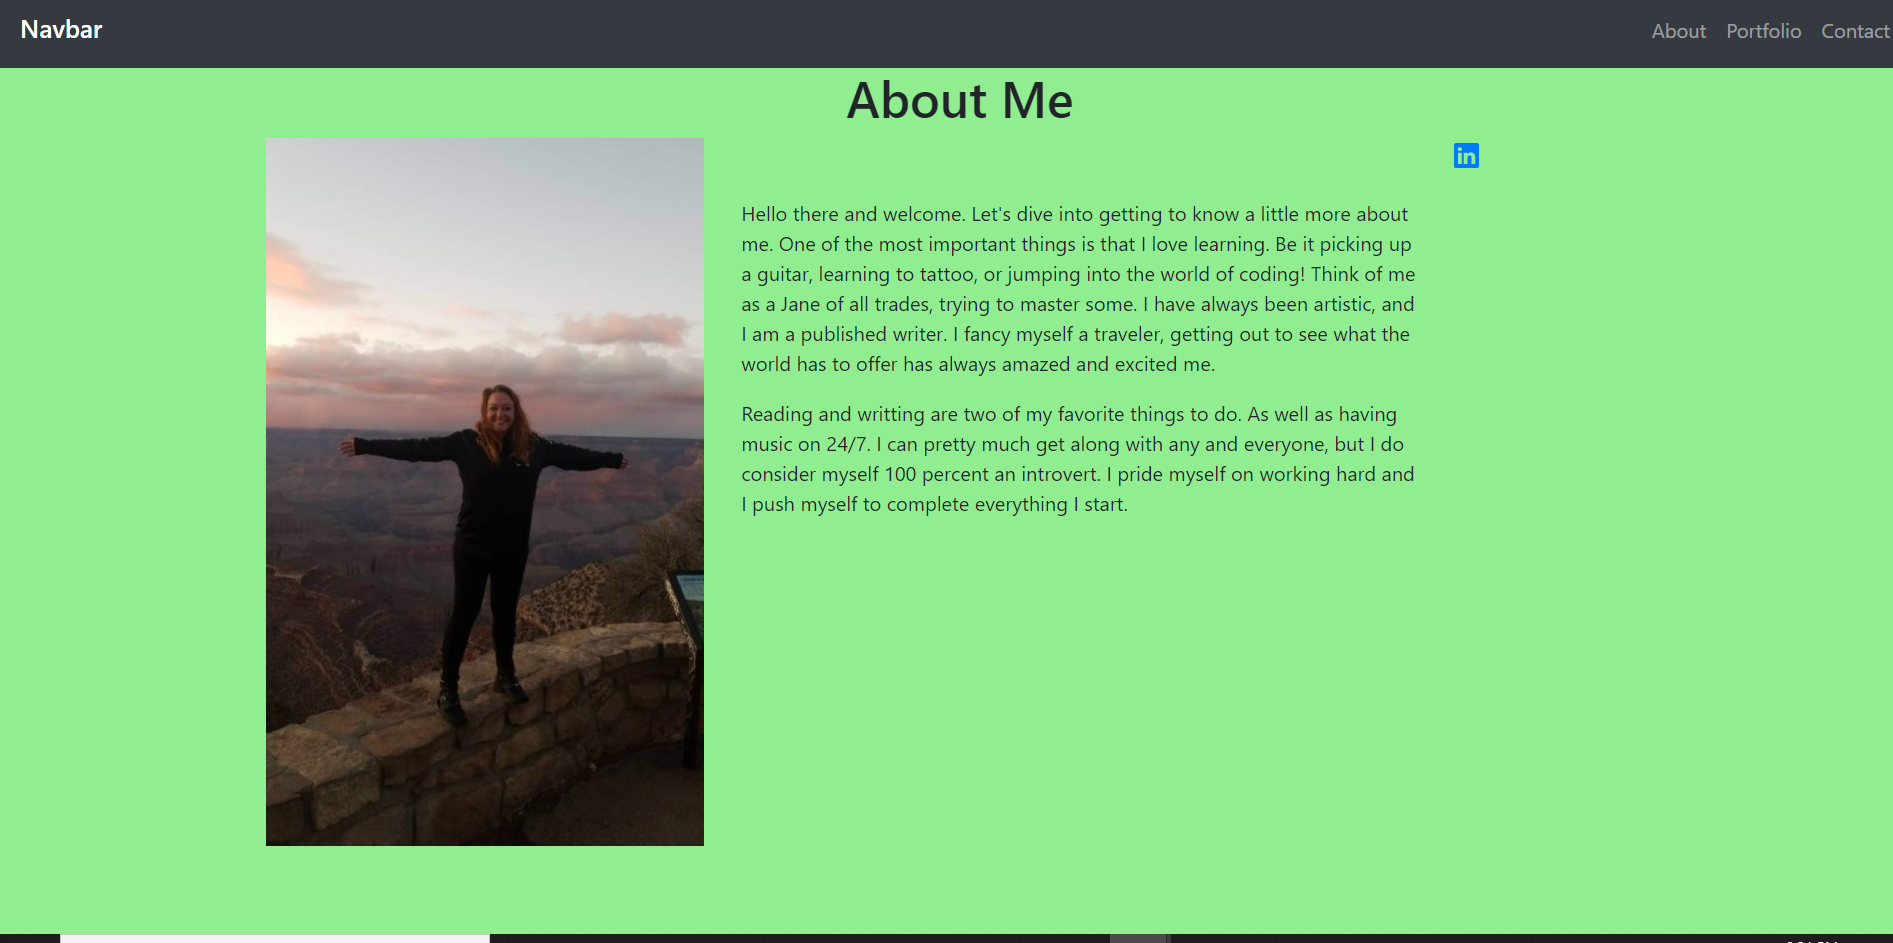 Navbar
About Portfolio Contact
About Me
in
Hello there and welcome. Let's dive into getting to know a little more about
me. One of the most important things is that I love learning. Be it picking up
a guitar, learning to tattoo, or jumping into the world of coding! Think of me
as a Jane of all trades, trying to master some. I have always been artistic, and
I am a published writer. I fancy myself a traveler, getting out to see what the
world has to offer has always amazed and excited me.
Reading and writting are two of my favorite things to do. As well as having
music on 24/7. I can pretty much get along with any and everyone, but I do
consider myself 100 percent an introvert. I pride myself on working hard and
I push myself to complete everything I start.